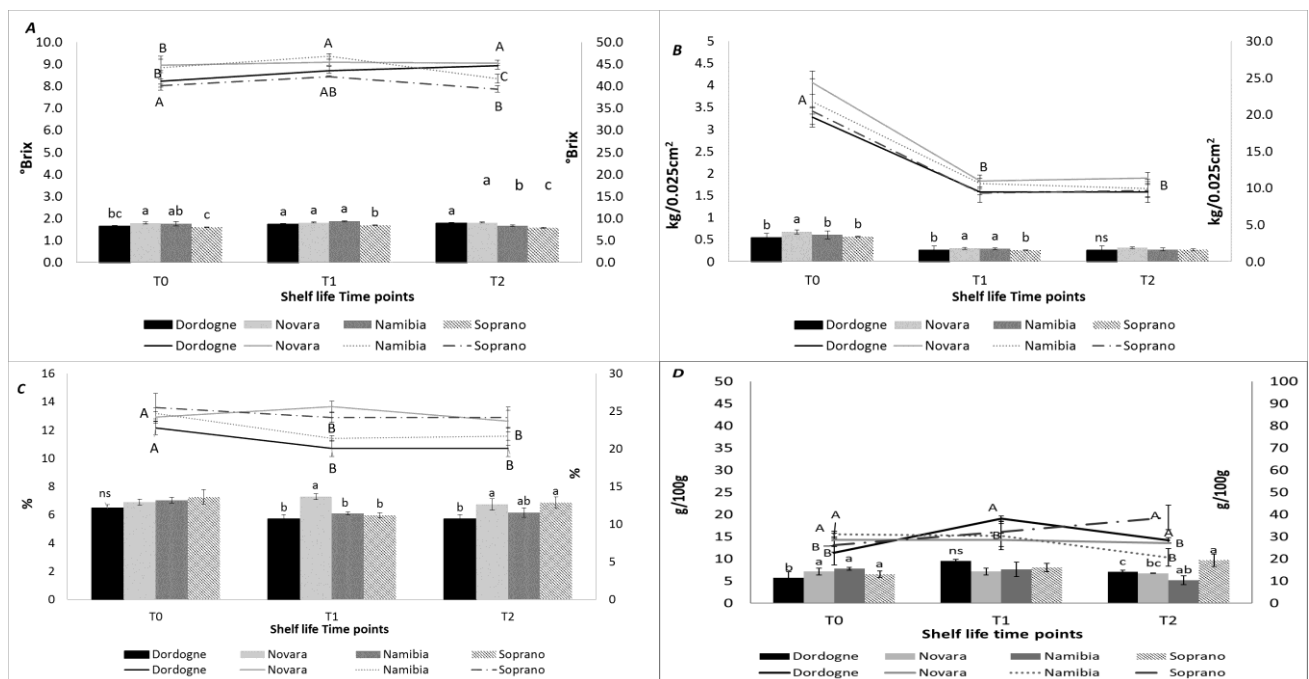 A
10.0
9.0
8.0
7.0
6.0
5.0
4.0
3.0
2.0
1.0
0.0
°Brix
50.0
45.0
40.0
35.0
30.0
25.0
20.0
15.0
10.0
5.0
0.0
°Brix
B A A
B C
A AB B
a b c
bc a ab c a a a b a
T0 T1 T2
Shelf life Time points
Dordogne Novara Namibia Soprano
Dordogne Novara Namibia Soprano
B
5
4.5
4
3.5
3
2.5
2
1.5
1
0.5
0
kg/0.025cm²
30.0
25.0
20.0
15.0
10.0
5.0
0.0
kg/0.025cm²
A
B B
b a b b b a a b ns
T0 T1 T2
Shelf life Time points
Dordogne Novara Namibia Soprano
Dordogne Novara Namibia Soprano
C
16
14
12
10
8
6
4
2
0
%
30
25
20
15
10
5
0
%
A B B
A B B
ns b a b b b a ab a
T0 T1 T2
Shelf life Time points
Dordogne Novara Namibia Soprano
Dordogne Novara Namibia Soprano
D
50
45
40
35
30
25
20
15
10
5
0
g/100g
100
90
80
70
60
50
40
30
20
10
0
g/100g
A A A
A B A
B B
B B
b a a a ns c bc ab a
T0 T1 T2
Shelf life time points
Dordogne Novara Namibia Soprano
Dordogne Novara Namibia Soprano